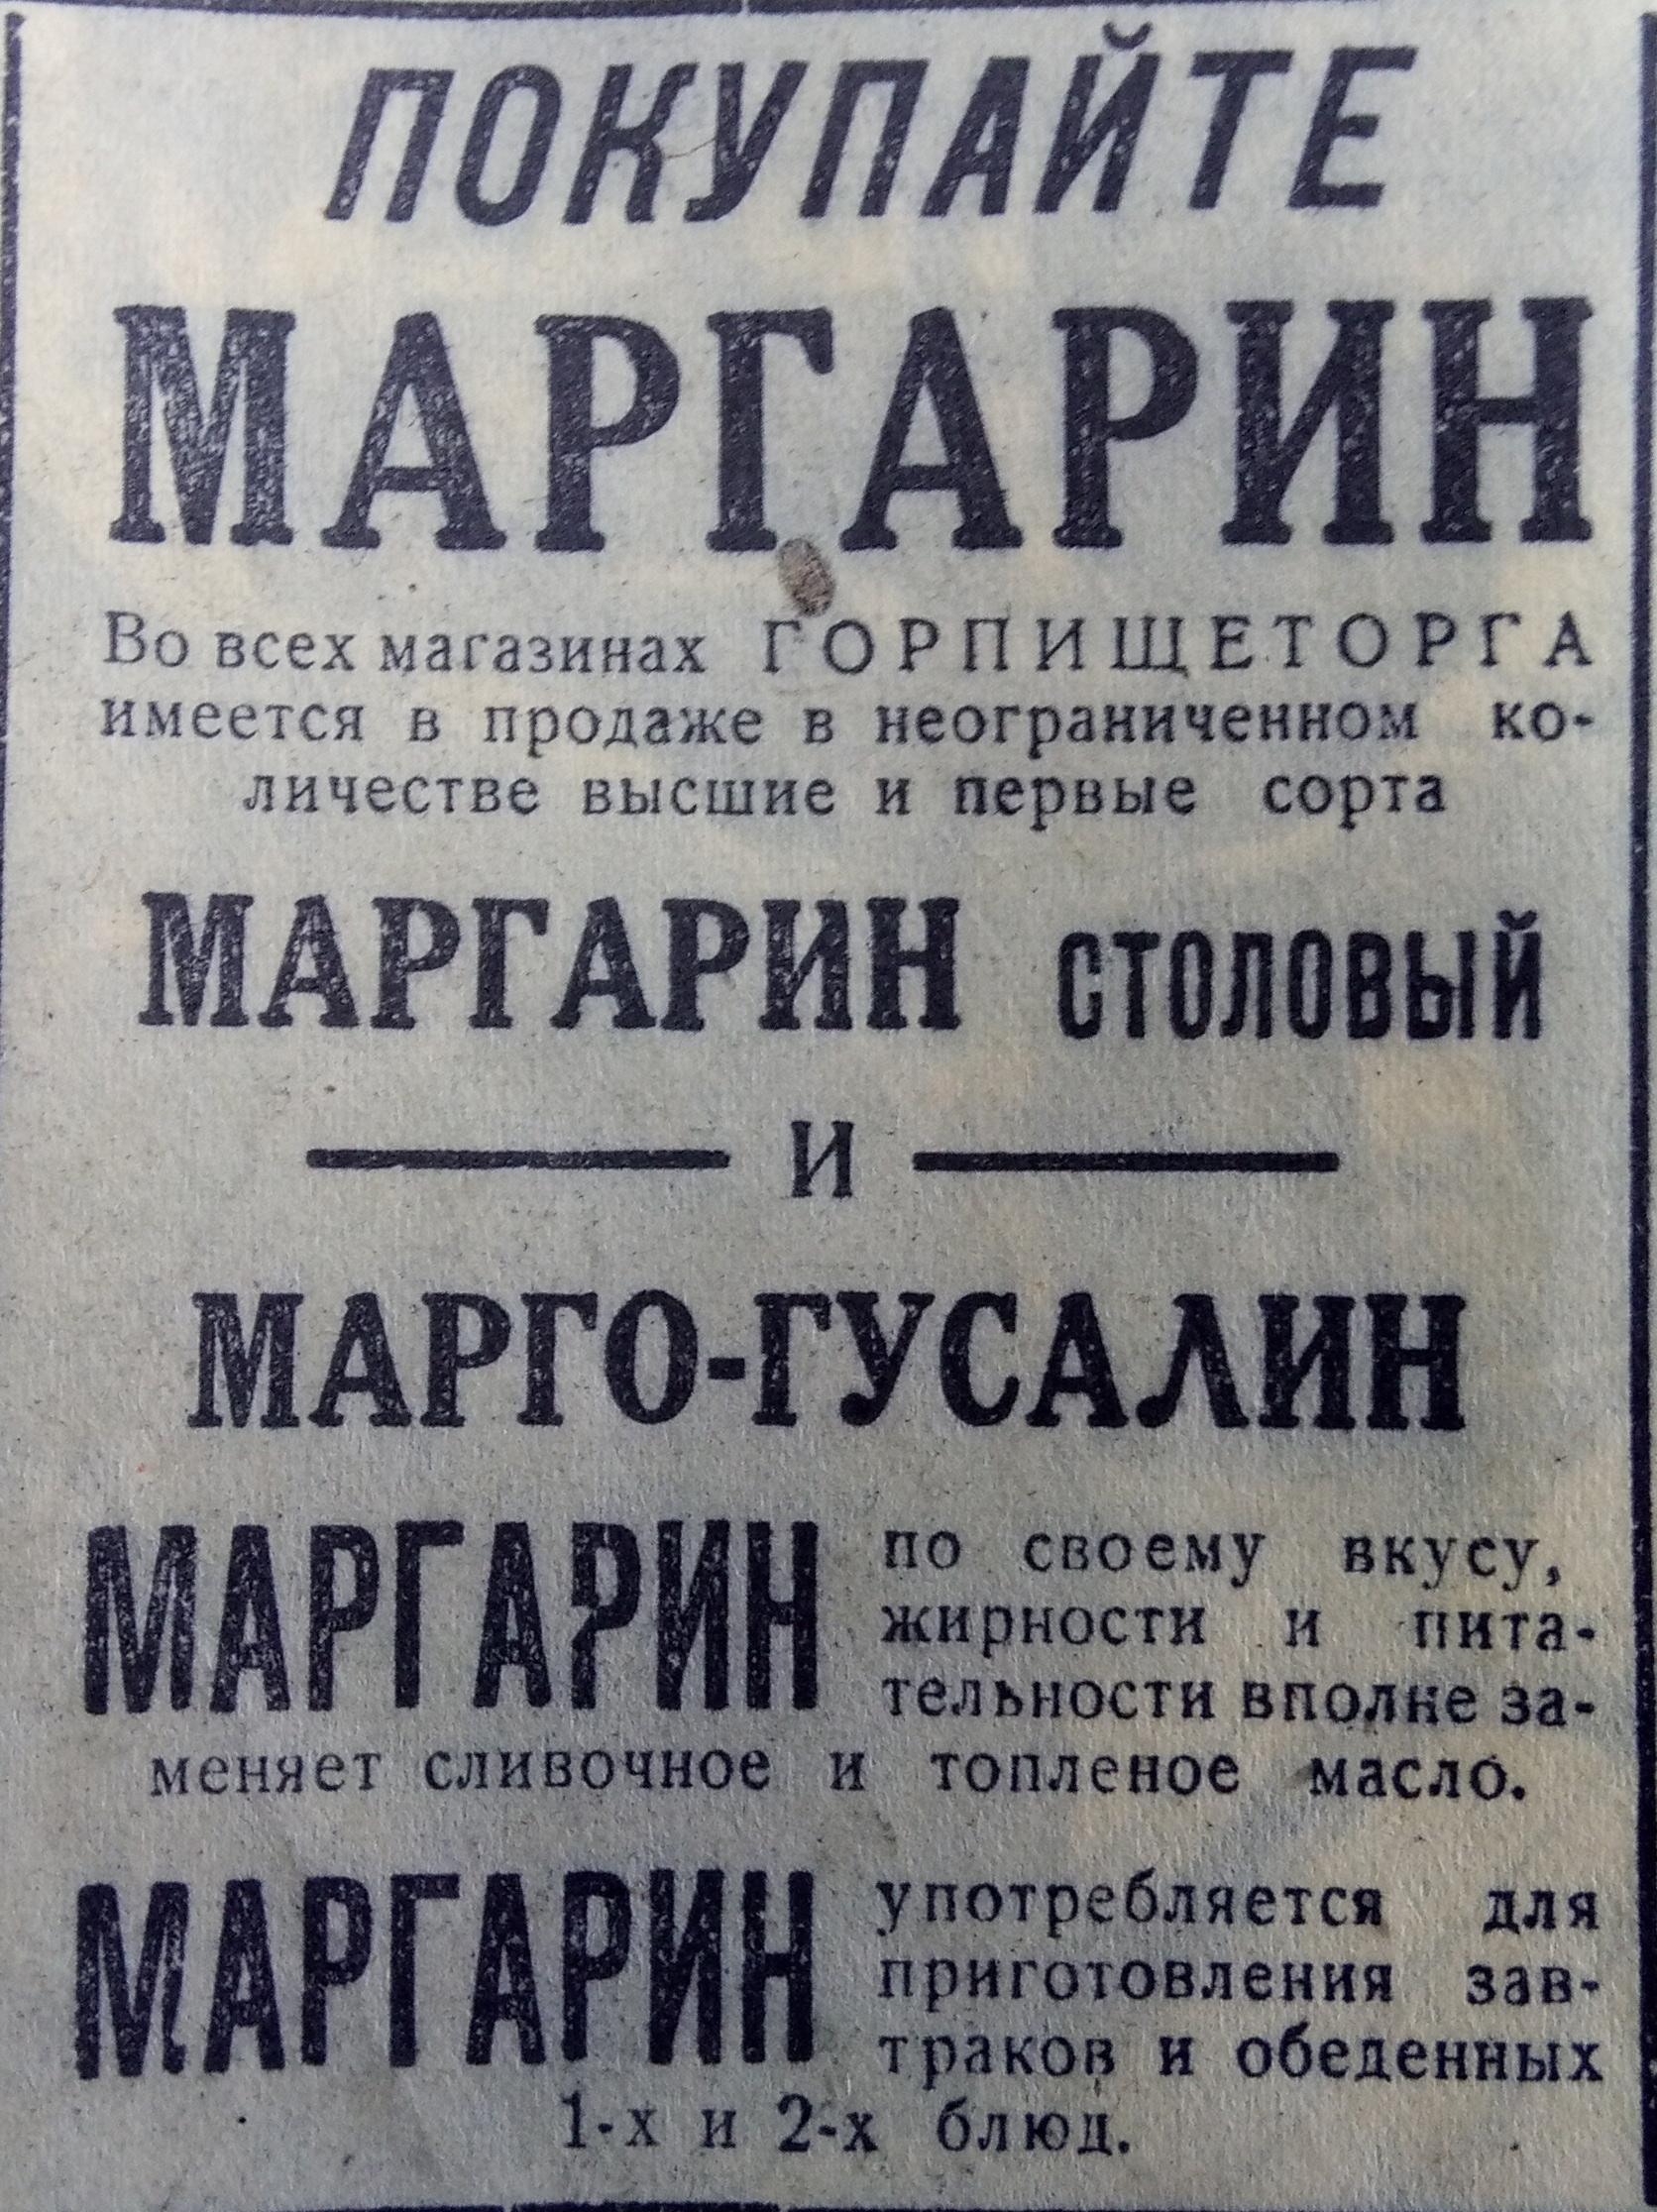 ПОКУПАЙТЕ
МАРГАРИН
Во всех магазинах ГОРПИЩЕТОРГА
имеется в продаже в неограниченном ко-
личестве высшие и первые сорта
МАРГАРИН СТОЛОВЫЙ
И
МАРГО-ГУСАЛИН
МАРГАРИН по своему вкусу,
жирности и пита-
тельности вполне за-
меняет сливочное и топленое масло.
МАРГАРИН употребляется для
приготовления зав-
траков и обеденных
1-х и 2-х блюд.